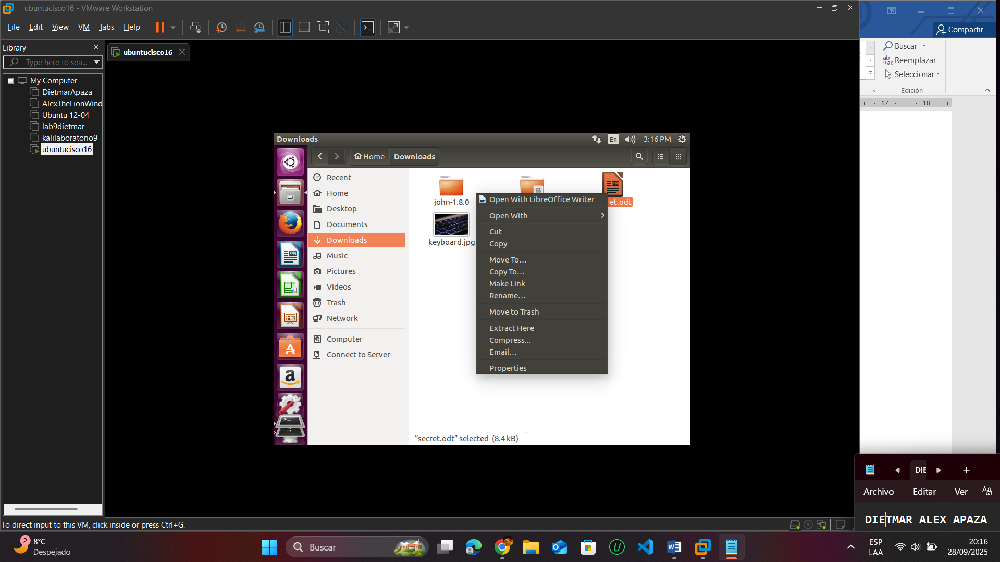 ubuntucisco16 - VMware Workstation
File Edit View VM Tabs Help
Library
Type here to sea...
My Computer
DietmarApaza
AlexTheLionWind
Ubuntu 12-04
lab9dietmar
kalilaboratorio9
ubuntucisco16
ubuntucisco16
Downloads
En
3:16 PM
Home
Downloads
Recent
Home
Desktop
Documents
Downloads
Music
Pictures
Videos
Trash
Network
Computer
Connect to Server
john-1.8.0
ret.odt
keyboard.jpg
Open With LibreOffice Writer
Open With
Cut
Copy
Move To…
Copy To…
Make Link
Rename…
Move to Trash
Extract Here
Compress...
Email…
Properties
“secret.odt” selected (8.4 kB)
To direct input to this VM, click inside or press Ctrl+G.
Compartir
Buscar
Reemplazar
Seleccionar
Edición
17 18
DIE
Archivo Editar Ver
DIETMAR ALEX APAZA
2
8°C
Despejado
Buscar
ESP
LAA
20:16
28/09/2025